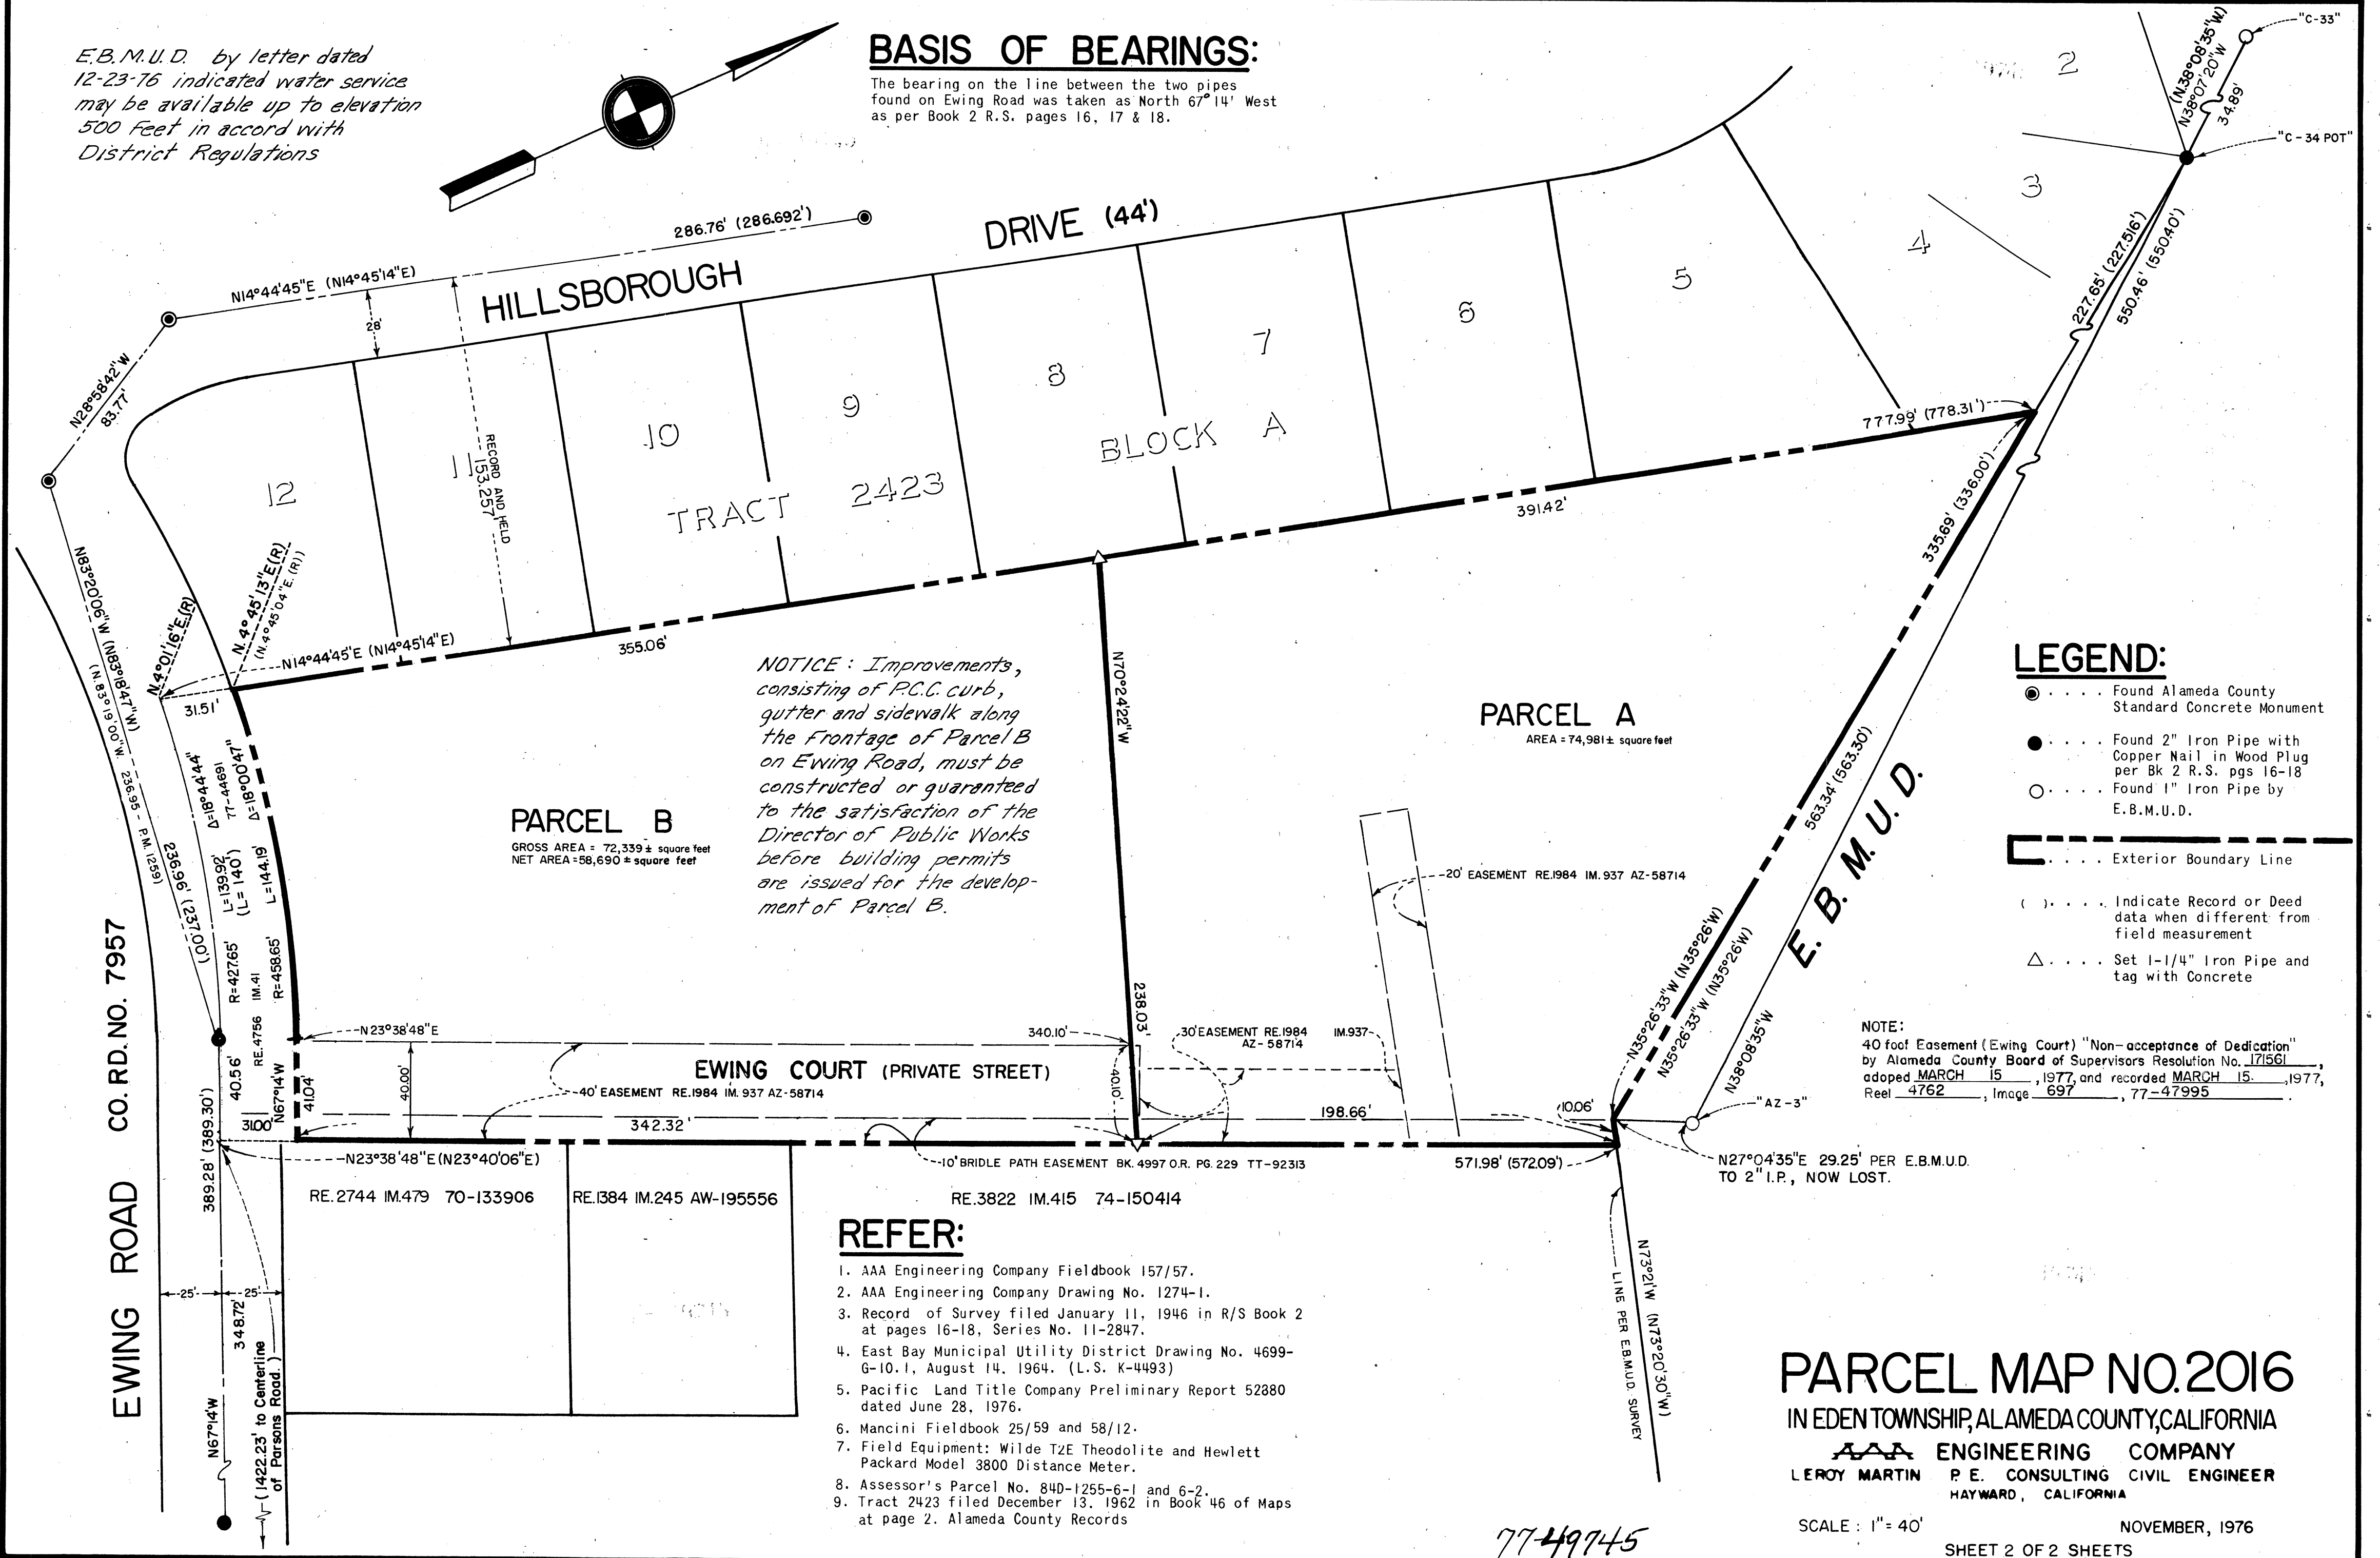 E.B.M.U.D. by letter dated
12-23-76 indicated water service
may be available up to elevation
500 Feet in accord with
District Regulations
BASIS OF BEARINGS:
The bearing on the line between the two pipes
found on Ewing Road was taken as North 67°14' West
as per Book 2 R.S. pages 16, 17 & 18.
"C-33"
(N.38°08'35"W.)
N38°07'20"W
34.89'
"C-34 POT"
2
3
4
5
6
7
8
9
10
11
12
227.65' (227.516')
550.46' (550.40')
286.76' (286.692')
N14°44'45"E (N14°45'14"E)
HILLSBOROUGH DRIVE (44')
28'
N28°58'42"W
83.77'
RECORD AND HELD
153.257'
BLOCK A
TRACT 2423
777.99' (778.31')
391.42'
335.69' (336.00')
N83°20'06"W (N83°18'47"W)
(N.83°19'00"W. 236.95 - P.M. 1259)
236.96' (237.00')
N.4°01'16"E.(R)
N.4°45'13"E(R)
(N.4°45'04"E.(R))
N14°44'45"E (N14°45'14"E)
355.06'
31.51'
Δ=18°44'44"
77-44691
Δ=18°00'47"
L=139.92'
(L=140')
L=144.19'
R=427.65'
RE.4756 IM.41
R=458.65'
NOTICE: Improvements,
consisting of P.C.C. curb,
gutter and sidewalk along
the Frontage of Parcel B
on Ewing Road, must be
constructed or guaranteed
to the satisfaction of the
Director of Public Works
before building permits
are issued for the develop-
ment of Parcel B.
PARCEL B
GROSS AREA = 72,339± square feet
NET AREA = 58,690± square feet
N70°24'22"W
238.03'
PARCEL A
AREA = 74,981± square feet
20' EASEMENT RE.1984 IM. 937 AZ-58714
563.34' (563.30')
E. B. M. U. D.
N35°26'33"W (N35°26'W)
N35°26'33"W (N35°26'W)
N38°08'35"W
LEGEND:
Found Alameda County
Standard Concrete Monument
Found 2" Iron Pipe with
Copper Nail in Wood Plug
per Bk 2 R.S. pgs 16-18
Found 1" Iron Pipe by
E.B.M.U.D.
Exterior Boundary Line
( ) Indicate Record or Deed
data when different from
field measurement
Set 1-1/4" Iron Pipe and
tag with Concrete
NOTE:
40 foot Easement (Ewing Court) "Non-acceptance of Dedication"
by Alameda County Board of Supervisors Resolution No. 171561,
adoped MARCH 15, 1977, and recorded MARCH 15, 1977,
Reel 4762, Image 697, 77-47995.
"AZ-3"
N27°04'35"E 29.25' PER E.B.M.U.D.
TO 2" I.P., NOW LOST.
N23°38'48"E
340.10'
30' EASEMENT RE.1984 IM.937
AZ-58714
EWING COURT (PRIVATE STREET)
40' EASEMENT RE.1984 IM. 937 AZ-58714
40.00'
40.10'
40.56'
N67°14'W
41.04'
31.00'
342.32'
198.66'
10.06'
N23°38'48"E (N23°40'06"E)
10' BRIDLE PATH EASEMENT BK. 4997 O.R. PG. 229 TT-92313
571.98' (572.09')
RE.2744 IM.479 70-133906
RE.1384 IM.245 AW-195556
RE.3822 IM.415 74-150414
EWING ROAD CO. RD. NO. 7957
389.28' (389.30')
25'
25'
348.72'
N67°14'W
(1422.23' to Centerline
of Parsons Road.)
LINE PER E.B.M.U.D. SURVEY
N73°21'W (N73°20'30"W)
REFER:
1. AAA Engineering Company Fieldbook 157/57.
2. AAA Engineering Company Drawing No. 1274-1.
3. Record of Survey filed January 11, 1946 in R/S Book 2
at pages 16-18, Series No. 11-2847.
4. East Bay Municipal Utility District Drawing No. 4699-
G-10.1, August 14, 1964. (L.S. K-4493)
5. Pacific Land Title Company Preliminary Report 52380
dated June 28, 1976.
6. Mancini Fieldbook 25/59 and 58/12.
7. Field Equipment: Wilde T2E Theodolite and Hewlett
Packard Model 3800 Distance Meter.
8. Assessor's Parcel No. 84D-1255-6-1 and 6-2.
9. Tract 2423 filed December 13, 1962 in Book 46 of Maps
at page 2. Alameda County Records
PARCEL MAP NO. 2016
IN EDEN TOWNSHIP, ALAMEDA COUNTY, CALIFORNIA
AAA ENGINEERING COMPANY
LEROY MARTIN P.E. CONSULTING CIVIL ENGINEER
HAYWARD, CALIFORNIA
SCALE: 1"= 40'
NOVEMBER, 1976
SHEET 2 OF 2 SHEETS
77-49745